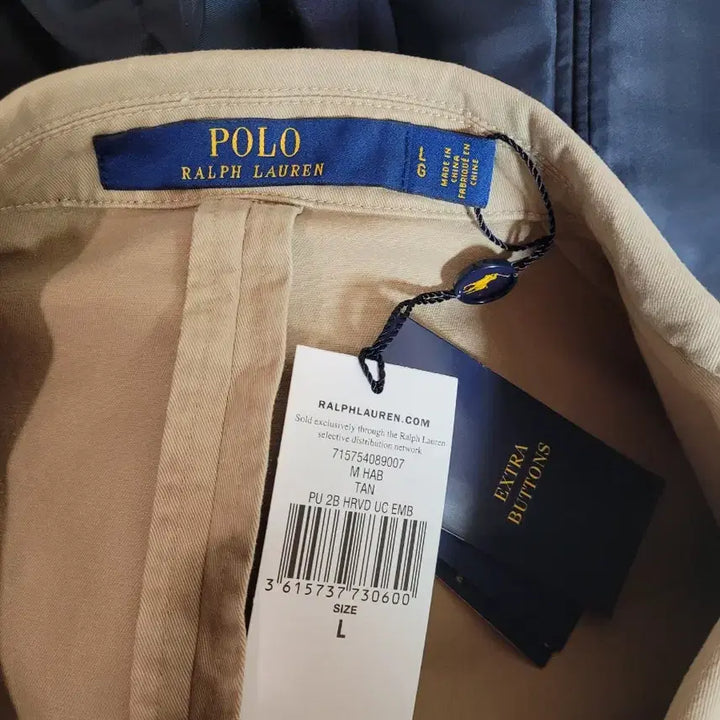 POLO
RALPH LAUREN
L
G
MADE IN
CHINA
FABRIQUÉ EN
CHINE
RALPHLAUREN.COM
Sold exclusively through the Ralph Lauren
selective distribution network
715754089007
M HAB
TAN
PU 2B HRVD UC EMB
3 615737 730600
SIZE
L
EXTRA
BUTTONS